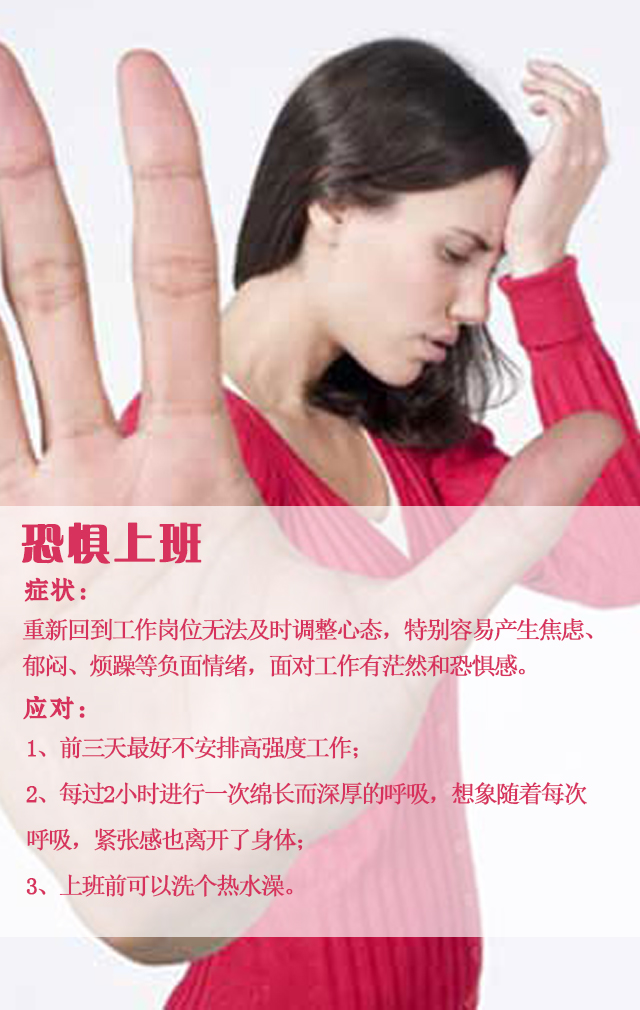 恐惧上班
症状：
重新回到工作岗位无法及时调整心态，特别容易产生焦虑、
郁闷、烦躁等负面情绪，面对工作有茫然和恐惧感。
应对：
1、前三天最好不安排高强度工作；
2、每过2小时进行一次绵长而深厚的呼吸，想象随着每次
呼吸，紧张感也离开了身体；
3、上班前可以洗个热水澡。